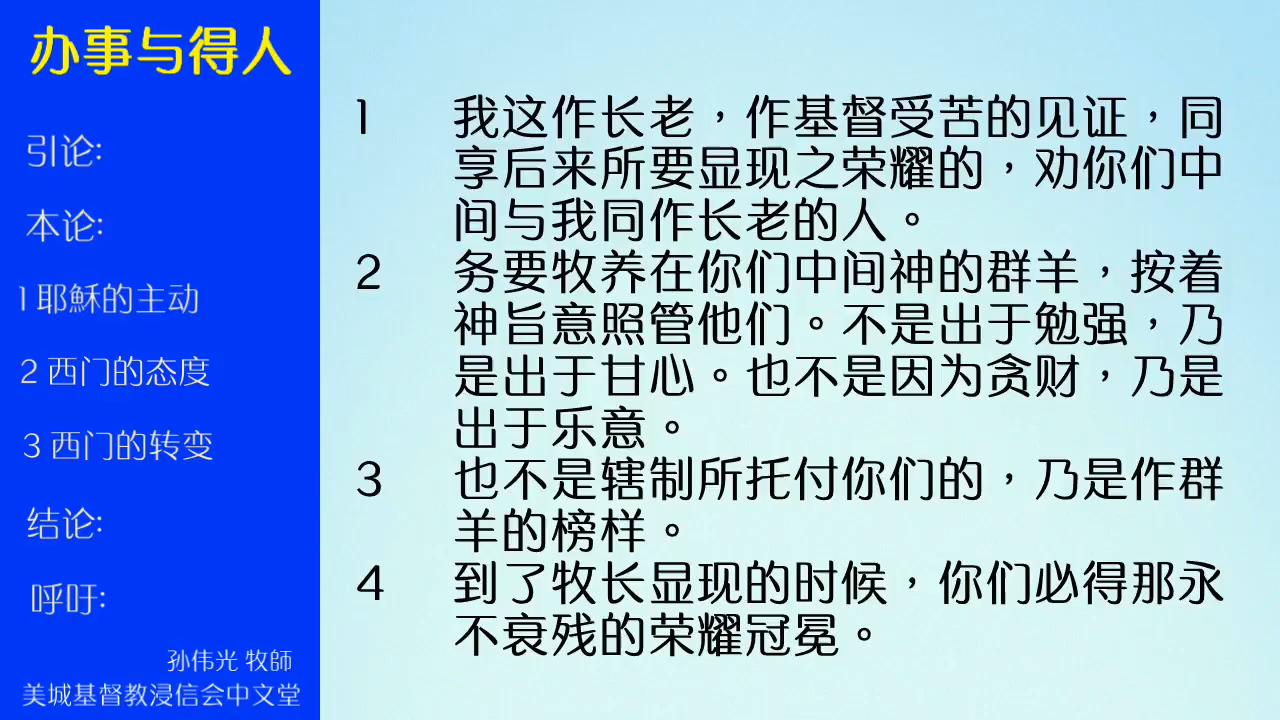 办事与得人
引论:
本论:
1 耶稣的主动
2 西门的态度
3 西门的转变
结论:
呼吁:
孙伟光 牧師
美城基督教浸信会中文堂
1 我这作长老，作基督受苦的见证，同
享后来所要显现之荣耀的，劝你们中
间与我同作长老的人。
2 务要牧养在你们中间神的群羊，按着
神旨意照管他们。不是出于勉强，乃
是出于甘心。也不是因为贪财，乃是
出于乐意。
3 也不是辖制所托付你们的，乃是作群
羊的榜样。
4 到了牧长显现的时候，你们必得那永
不衰残的荣耀冠冕。